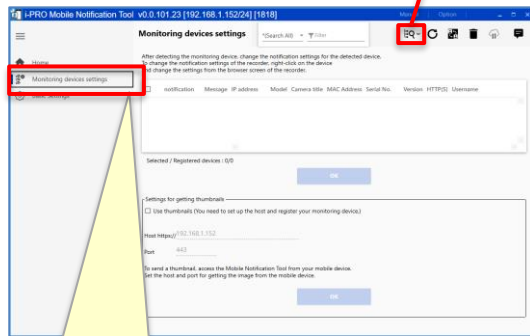 i-PRO Mobile Notification Tool v0.0.101.23 [192.168.1.152/24] [1818]
Option
Monitoring devices settings
(Search All)
Filter
After detecting the monitoring device, change the notification settings for the detected device.
To change the notification settings of the recorder, right-click on the device
and change the settings from the browser screen of the recorder.
Home
Monitoring devices settings
notification Message IP address Model Camera title MAC Address Serial No. Version HTTP(S) Username
Selected / Registered devices : 0/0
OK
Settings for getting thumbnails
Use thumbnails (You need to set up the host and register your monitoring device.)
Host https:// 192.168.1.152
Port 443
To send a thumbnail, access the Mobile Notification Tool from your mobile device.
Set the host and port for getting the image from the mobile device.
OK